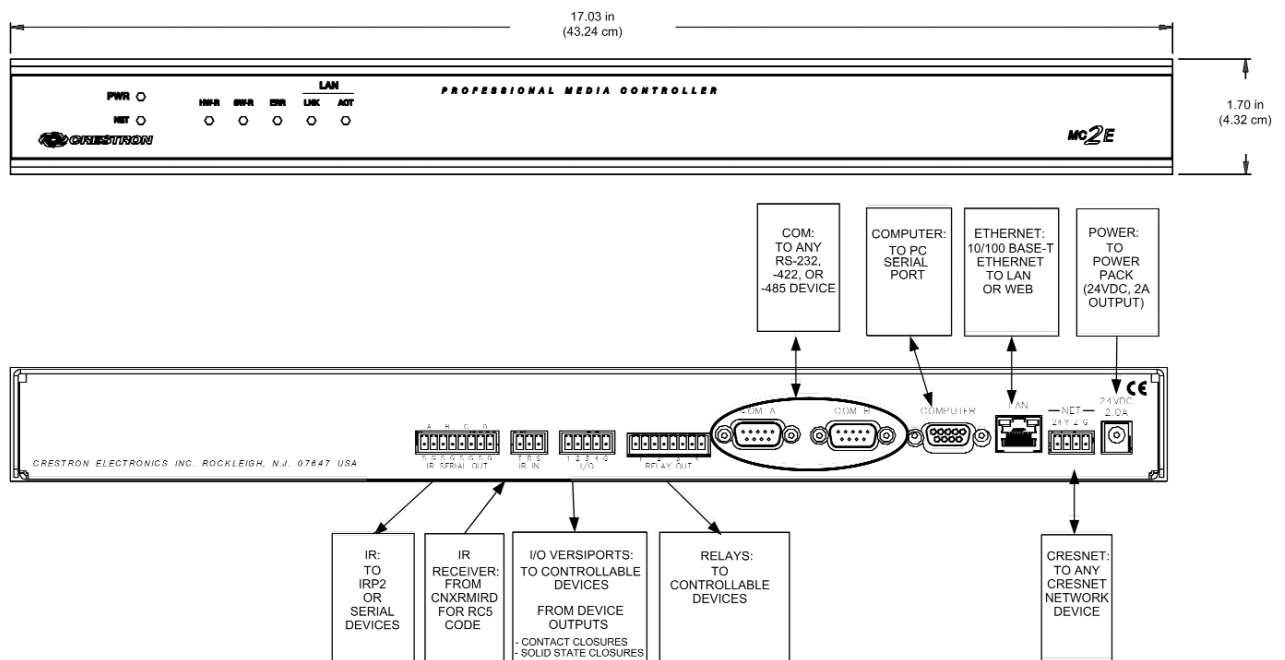 17.03 in
(43.24 cm)
PWR
NET
HW-R SW-R ERR LNK ACT
LAN
PROFESSIONAL MEDIA CONTROLLER
CRESTRON
MC2E
1.70 in
(4.32 cm)
COM:
TO ANY
RS-232,
-422, OR
-485 DEVICE
COMPUTER:
TO PC
SERIAL
PORT
ETHERNET:
10/100 BASE-T
ETHERNET
TO LAN
OR WEB
POWER:
TO
POWER
PACK
(24VDC, 2A
OUTPUT)
CRESTRON ELECTRONICS INC. ROCKLEIGH, N.J. 07647 USA
A B C D
S G S G S G S G
IR SERIAL OUT
T R S
IR IN
1 2 3 4 G
I/O
1 2 3 4
RELAY OUT
COM A
COM B
COMPUTER
LAN
NET
24 Y Z G
24VDC
2.0A
CE
IR:
TO
IRP2
OR
SERIAL
DEVICES
IR
RECEIVER:
FROM
CNXRMIRD
FOR RC5
CODE
I/O VERSIPORTS:
TO CONTROLLABLE
DEVICES
FROM DEVICE
OUTPUTS
- CONTACT CLOSURES
- SOLID STATE CLOSURES
RELAYS:
TO
CONTROLLABLE
DEVICES
CRESNET:
TO ANY
CRESNET
NETWORK
DEVICE